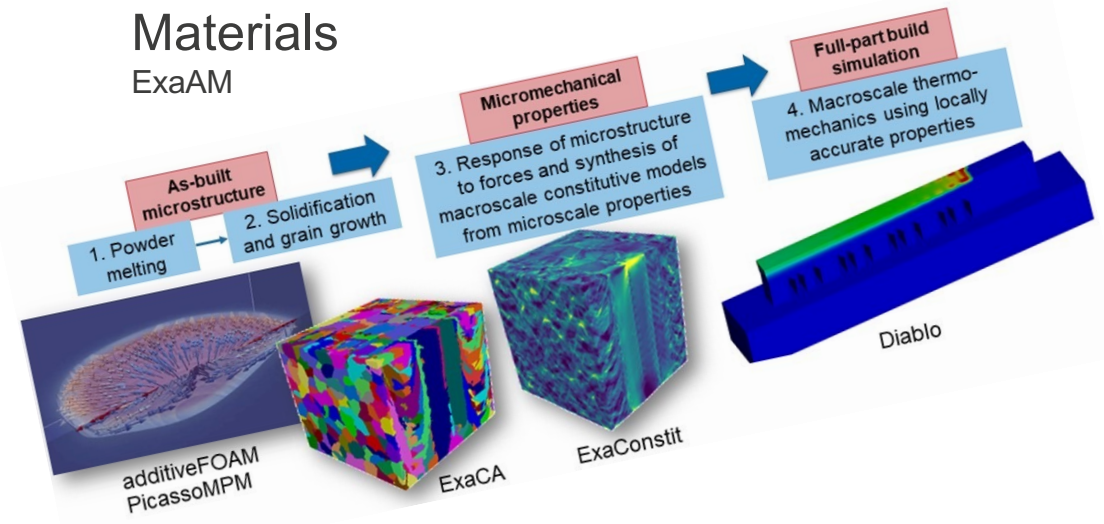 Materials
ExaAM
As-built
microstructure
1. Powder
melting
2. Solidification
and grain growth
Micromechanical
properties
3. Response of microstructure
to forces and synthesis of
macroscale constitutive models
from microscale properties
Full-part build
simulation
4. Macroscale thermo-
mechanics using locally
accurate properties
additiveFOAM
PicassoMPM
ExaCA
ExaConstit
Diablo